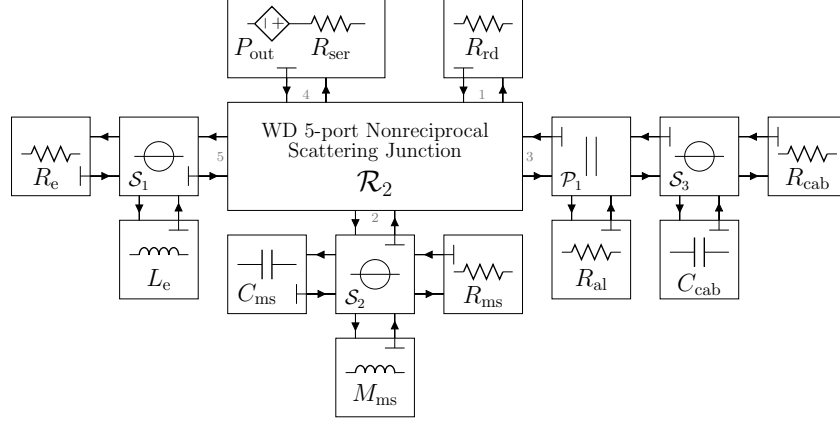 P_out R_ser
R_rd
4 1
WD 5-port Nonreciprocal
Scattering Junction
R_2
5 3
2
R_e
S_1
L_e
P_1
S_3
R_cab
R_al
C_cab
C_ms
S_2
R_ms
M_ms